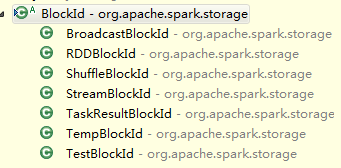 BlockId - org.apache.spark.storage
BroadcastBlockId - org.apache.spark.storage
RDDBlockId - org.apache.spark.storage
ShuffleBlockId - org.apache.spark.storage
StreamBlockId - org.apache.spark.storage
TaskResultBlockId - org.apache.spark.storage
TempBlockId - org.apache.spark.storage
TestBlockId - org.apache.spark.storage